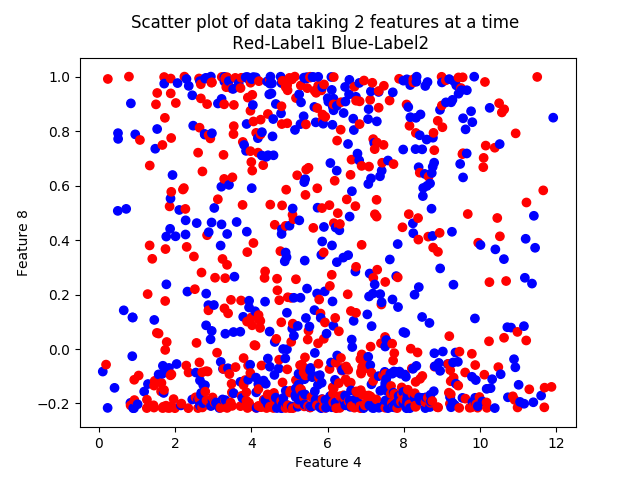 Scatter plot of data taking 2 features at a time
Red-Label1 Blue-Label2
1.0
0.8
0.6
0.4
0.2
0.0
−0.2
Feature 8
0 2 4 6 8 10 12
Feature 4